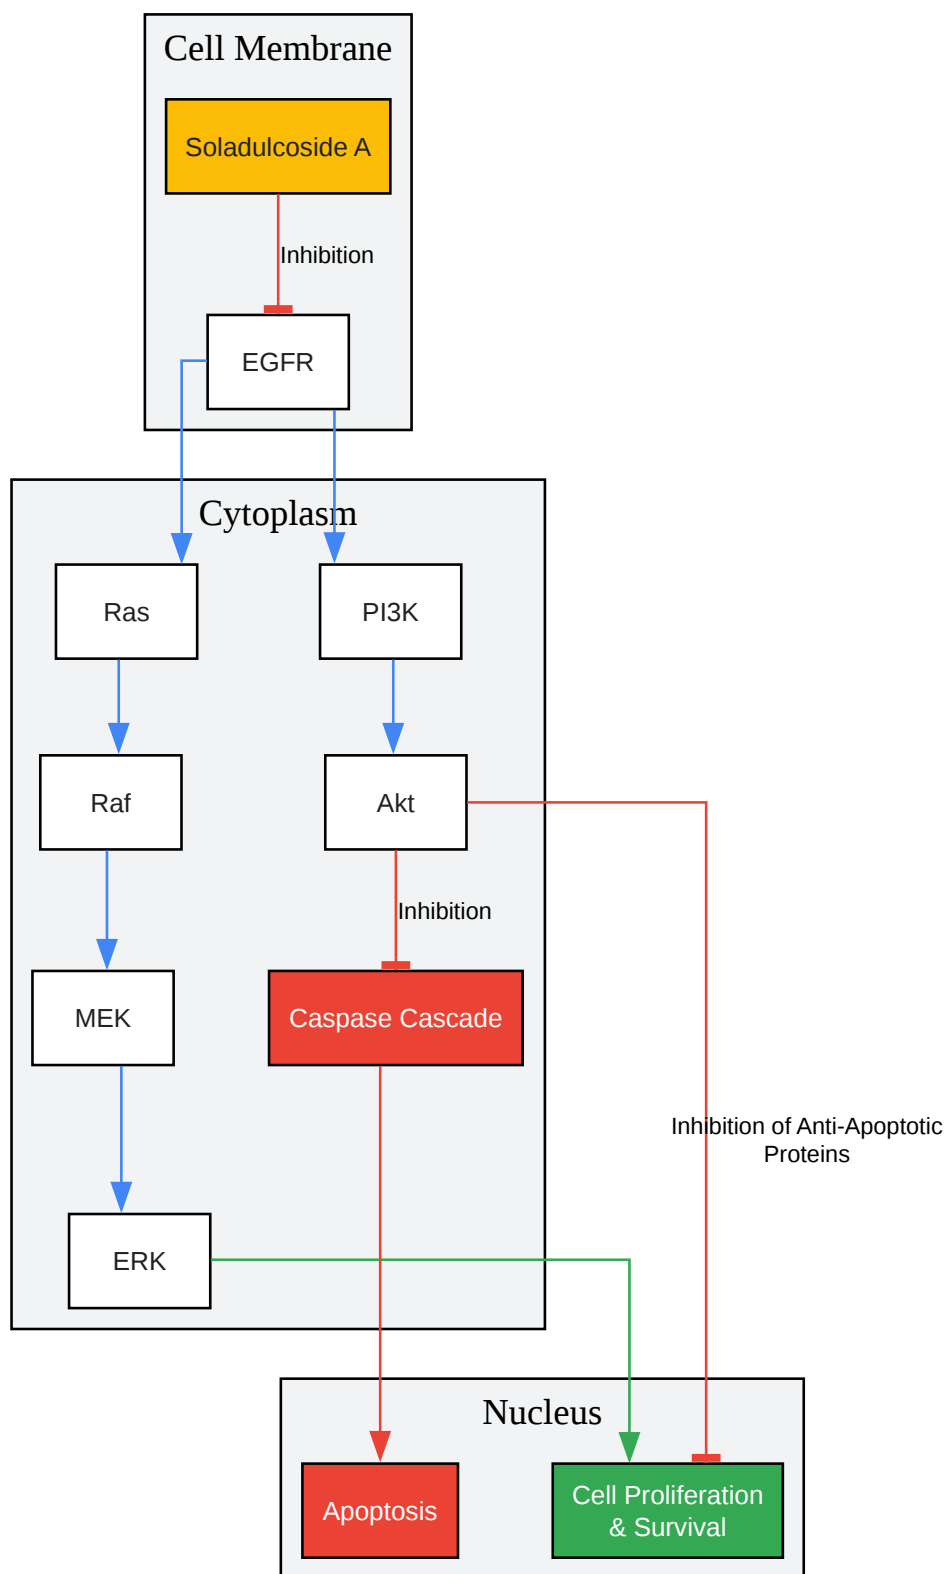 Cell Membrane
Soladulcoside A
Inhibition
EGFR
Cytoplasm
Ras
PI3K
Raf
Akt
Inhibition
MEK
Caspase Cascade
Inhibition of Anti-Apoptotic
Proteins
ERK
Nucleus
Apoptosis
Cell Proliferation
& Survival